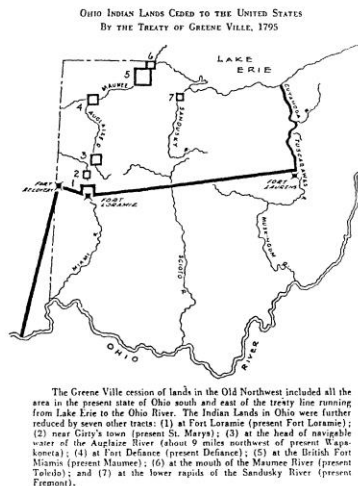 OHIO INDIAN LANDS CEDED TO THE UNITED STATES
BY THE TREATY OF GREENE VILLE, 1795
LAKE
ERIE
6
5
MAUMEE
7
4
AUGLAIZE
SANDUSKY
CUYAHOGA
TUSCARAWAS
3
2
1
FORT
RECOVERY
FORT
LORAMIE
FORT
LAURENS
MIAMI R.
SCIOTO R.
MUSKINGUM R.
OHIO
RIVER
The Greene Ville cession of lands in the Old Northwest included all the
area in the present state of Ohio south and east of the treaty line running
from Lake Erie to the Ohio River. The Indian Lands in Ohio were further
reduced by seven other tracts: (1) at Fort Loramie (present Fort Loramie);
(2) near Girty's town (present St. Marys); (3) at the head of navigable
water of the Auglaize River (about 9 miles northwest of present Wapa-
koneta); (4) at Fort Defiance (present Defiance); (5) at the British Fort
Miamis (present Maumee); (6) at the mouth of the Maumee River (present
Toledo); and (7) at the lower rapids of the Sandusky River (present
Fremont).